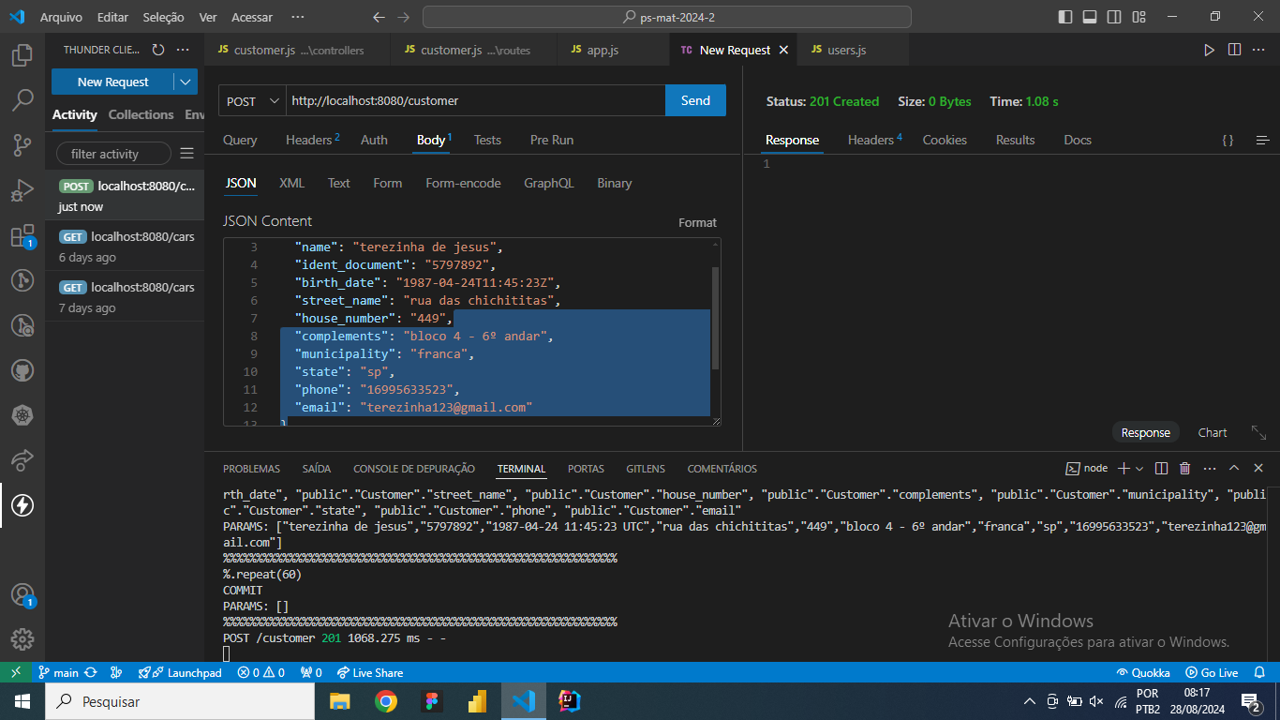 Arquivo Editar Seleção Ver Acessar ··· ps-mat-2024-2
THUNDER CLIE... ···
JS customer.js ...\controllers JS customer.js ...\routes JS app.js TC New Request JS users.js ···
New Request
Activity Collections Env
filter activity
POST localhost:8080/c...
just now
GET localhost:8080/cars
6 days ago
GET localhost:8080/cars
7 days ago
POST http://localhost:8080/customer Send
Query Headers 2 Auth Body 1 Tests Pre Run
JSON XML Text Form Form-encode GraphQL Binary
JSON Content Format
3 "name": "terezinha de jesus",
4 "ident_document": "5797892",
5 "birth_date": "1987-04-24T11:45:23Z",
6 "street_name": "rua das chichititas",
7 "house_number": "449",
8 "complements": "bloco 4 - 6º andar",
9 "municipality": "franca",
10 "state": "sp",
11 "phone": "16995633523",
12 "email": "terezinha123@gmail.com"
13 }
Status: 201 Created Size: 0 Bytes Time: 1.08 s
Response Headers 4 Cookies Results Docs { }
1
Response Chart
PROBLEMAS SAÍDA CONSOLE DE DEPURAÇÃO TERMINAL PORTAS GITLENS COMENTÁRIOS node ···
rth_date", "public"."Customer"."street_name", "public"."Customer"."house_number", "public"."Customer"."complements", "public"."Customer"."municipality", "publi
c"."Customer"."state", "public"."Customer"."phone", "public"."Customer"."email"
PARAMS: ["terezinha de jesus","5797892","1987-04-24 11:45:23 UTC","rua das chichititas","449","bloco 4 - 6º andar","franca","sp","16995633523","terezinha123@gm
ail.com"]
%%%%%%%%%%%%%%%%%%%%%%%%%%%%%%%%%%%%%%%%%%%%%%%%%%%%%%%%%%%%
%.repeat(60)
COMMIT
PARAMS: []
%%%%%%%%%%%%%%%%%%%%%%%%%%%%%%%%%%%%%%%%%%%%%%%%%%%%%%%%%%%%
POST /customer 201 1068.275 ms - -
Ativar o Windows
Acesse Configurações para ativar o Windows.
1
1
main Launchpad 0 0 0 Live Share Quokka Go Live
Pesquisar
POR
PTB2
08:17
28/08/2024
2